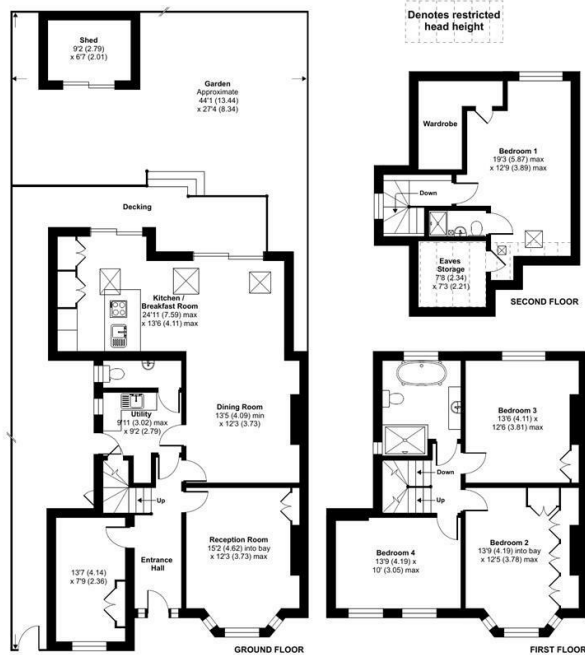 Denotes restricted
head height
Shed
9'2 (2.79)
x 6'7 (2.01)
Garden
Approximate
44'1 (13.44)
x 27'4 (8.34)
Decking
Kitchen /
Breakfast Room
24'11 (7.59) max
x 13'6 (4.11) max
Utility
9'11 (3.02) max
x 9'2 (2.79)
Dining Room
13'5 (4.09) min
x 12'3 (3.73)
Up
Reception Room
15'2 (4.62) into bay
x 12'3 (3.73) max
Entrance
Hall
13'7 (4.14)
x 7'9 (2.36)
GROUND FLOOR
Wardrobe
Bedroom 1
19'3 (5.87) max
x 12'9 (3.89) max
Down
Eaves
Storage
7'8 (2.34)
x 7'3 (2.21)
SECOND FLOOR
Bedroom 3
13'6 (4.11) x
12'6 (3.81) max
Down
Up
Bedroom 4
13'9 (4.19) x
10' (3.05) max
Bedroom 2
13'9 (4.19) into bay
x 12'5 (3.78) max
FIRST FLOOR